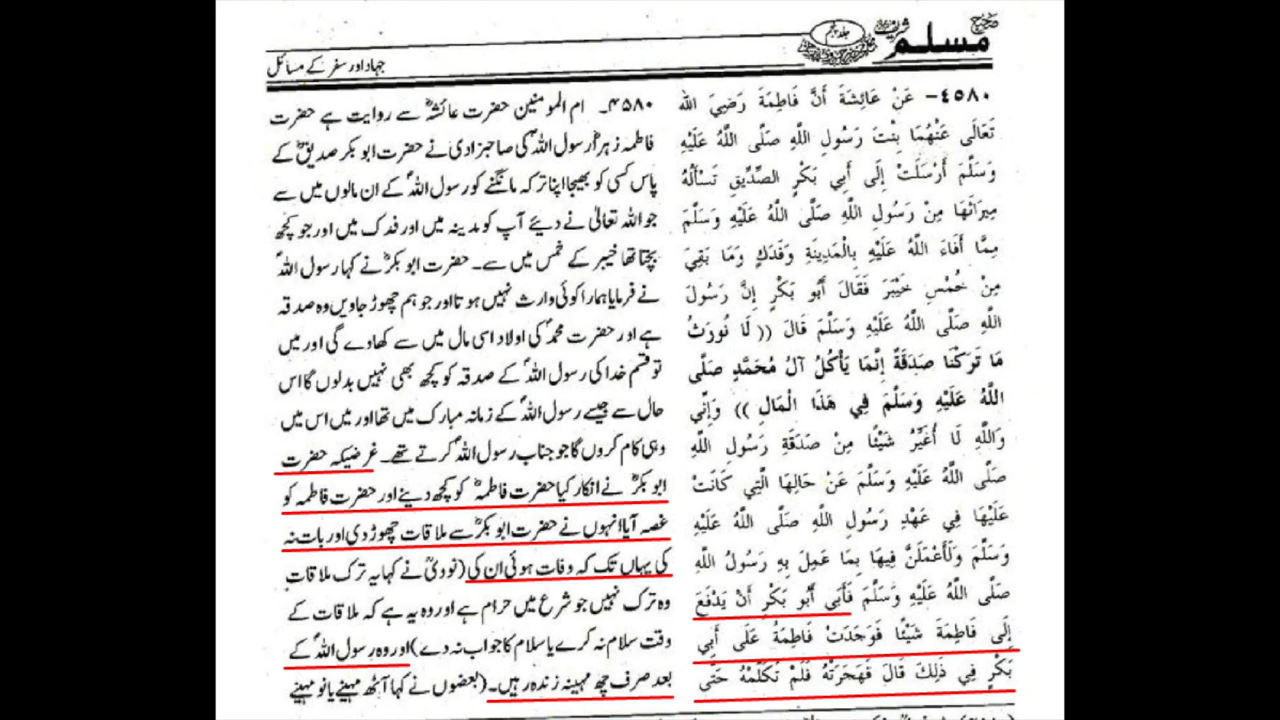 صحیح مسلم شریف
جلد پنجم
جہاد اور سفر کے مسائل
٤٥٨٠- عَنْ عَائِشَةَ أَنَّ فَاطِمَةَ رَضِيَ الله
تَعَالَى عَنْهُمَا بِنْتَ رَسُولِ اللَّهِ صَلَّى اللَّهُ عَلَيْهِ
وَسَلَّمَ أَرْسَلَتْ إِلَى أَبِي بَكْرٍ الصِّدِّيقِ تَسْأَلُهُ
مِيرَاثَهَا مِنْ رَسُولِ اللَّهِ صَلَّى اللَّهُ عَلَيْهِ وَسَلَّمَ
مِمَّا أَفَاءَ اللَّهُ عَلَيْهِ بِالْمَدِينَةِ وَفَدَكٍ وَمَا بَقِيَ
مِنْ خُمْسِ خَيْبَرَ فَقَالَ أَبُو بَكْرٍ إِنَّ رَسُولَ
اللَّهِ صَلَّى اللَّهُ عَلَيْهِ وَسَلَّمَ قَالَ (( لَا نُورَثُ
مَا تَرَكْنَا صَدَقَةٌ إِنَّمَا يَأْكُلُ آلُ مُحَمَّدٍ صَلَّى
اللَّهُ عَلَيْهِ وَسَلَّمَ فِي هَذَا الْمَالِ )) وَإِنِّي
وَاللَّهِ لَا أُغَيِّرُ شَيْئًا مِنْ صَدَقَةِ رَسُولِ اللَّهِ
صَلَّى اللَّهُ عَلَيْهِ وَسَلَّمَ عَنْ حَالِهَا الَّتِي كَانَتْ
عَلَيْهَا فِي عَهْدِ رَسُولِ اللَّهِ صَلَّى اللَّهُ عَلَيْهِ
وَسَلَّمَ وَلَأَعْمَلَنَّ فِيهَا بِمَا عَمِلَ بِهِ رَسُولُ اللَّهِ
صَلَّى اللَّهُ عَلَيْهِ وَسَلَّمَ فَأَبَى أَبُو بَكْرٍ أَنْ يَدْفَعَ
إِلَى فَاطِمَةَ شَيْئًا فَوَجَدَتْ فَاطِمَةُ عَلَى أَبِي
بَكْرٍ فِي ذَلِكَ قَالَ فَهَجَرَتْهُ فَلَمْ تُكَلِّمْهُ حَتَّى
۴۵۸۰۔ ام المومنین حضرت عائشہؓ سے روایت ہے حضرت
فاطمہ زہراؓ رسول اللہؐ کی صاحبزادی نے حضرت ابو بکر صدیقؓ کے
پاس کسی کو بھیجا اپنا ترکہ مانگنے کو رسول اللہؐ کے ان مالوں میں سے
جو اللہ تعالیٰ نے دیئے آپ کو مدینہ میں اور فدک میں اور جو کچھ
بچتا تھا خیبر کے خمس میں سے۔ حضرت ابو بکرؓ نے کہا رسول اللہؐ
نے فرمایا ہمارا کوئی وارث نہیں ہوتا اور جو ہم چھوڑ جاویں وہ صدقہ
ہے اور حضرت محمدؐ کی اولاد اسی مال میں سے کھاوے گی اور میں
تو قسم خدا کی رسول اللہؐ کے صدقہ کو کچھ بھی نہیں بدلوں گا اس
حال سے جیسے رسول اللہؐ کے زمانہ مبارک میں تھا اور میں اس میں
وہی کام کروں گا جو جناب رسول اللہؐ کرتے تھے۔ غرضیکہ حضرت
ابو بکرؓ نے انکار کیا حضرت فاطمہؓ کو کچھ دینے اور حضرت فاطمہ کو
غصہ آیا انہوں نے حضرت ابو بکرؓ سے ملاقات چھوڑ دی اور بات نہ
کی یہاں تک کہ وفات ہوئی ان کی (نوویؒ نے کہا یہ ترک ملاقات
وہ ترک نہیں جو شرع میں حرام ہے اور وہ یہ ہے کہ ملاقات کے
وقت سلام نہ کرے یا سلام کا جواب نہ دے) اور وہ رسول اللہؐ کے
بعد صرف چھ مہینہ زندہ رہیں۔ (بعضوں نے کہا آٹھ مہینے یا نو مہینے